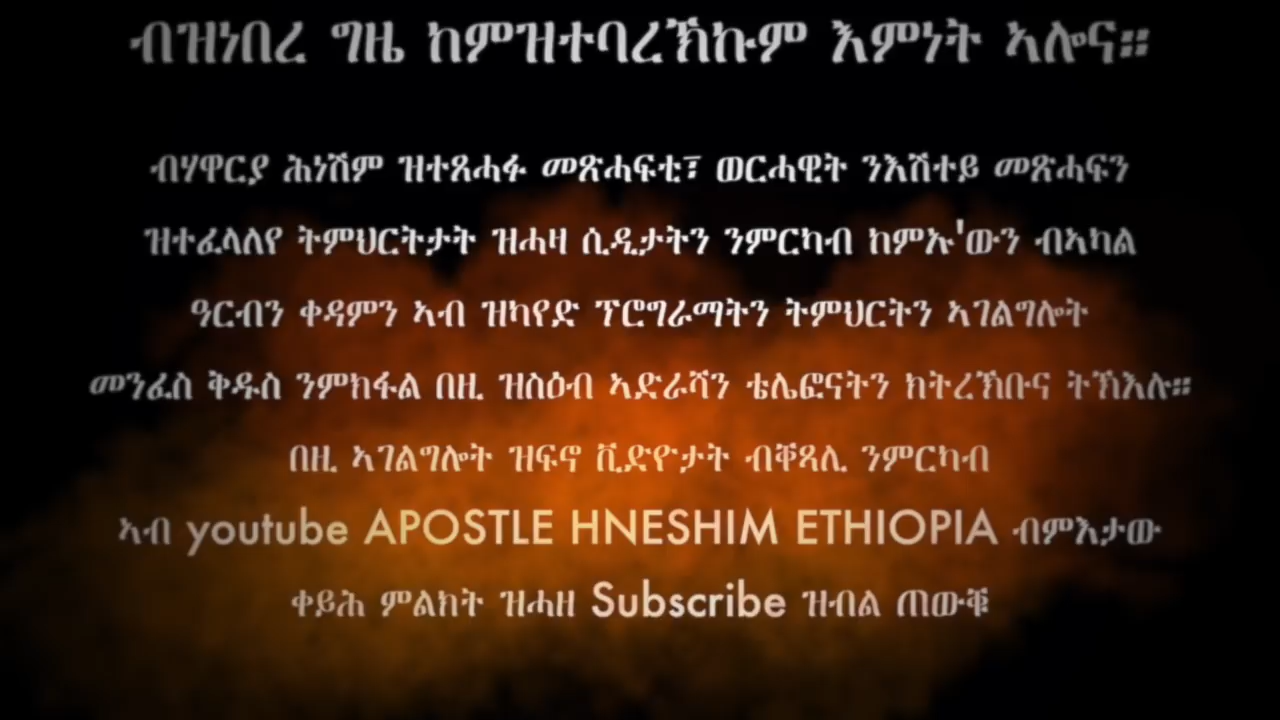 ብዝነበረ ግዜ ከምዝተባረኽኩም እምነት ኣሎና።
ብሃዋርያ ሕነሽም ዝተጸሓፉ መጽሓፍቲ፣ ወርሓዊት ንእሽተይ መጽሓፍን
ዝተፈላለየ ትምህርትታት ዝሓዛ ሲዲታትን ንምርካብ ከምኡ'ውን ብኣካል
ዓርብን ቀዳምን ኣብ ዝካየድ ፕሮግራማትን ትምህርትን ኣገልግሎት
መንፈስ ቅዱስ ንምክፋል በዚ ዝስዕብ ኣድራሻን ቴሌፎናትን ክትረኽቡና ትኽእሉ።
በዚ ኣገልግሎት ዝፍኖ ቪድዮታት ብቐጻሊ ንምርካብ
ኣብ youtube APOSTLE HNESHIM ETHIOPIA ብምእታው
ቀይሕ ምልክት ዝሓዘ Subscribe ዝብል ጠውቑ